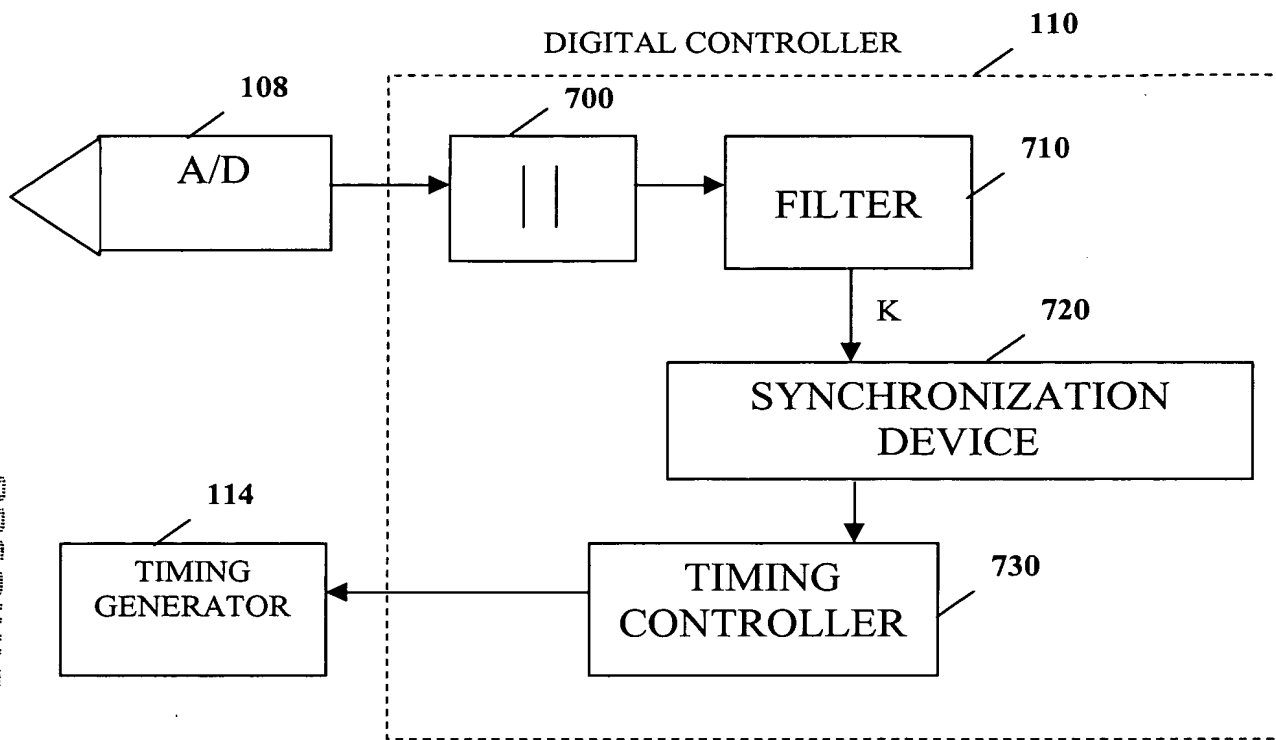 DIGITAL CONTROLLER
110
108
A/D
700
| |
710
FILTER
K
720
SYNCHRONIZATION
DEVICE
114
TIMING
GENERATOR
730
TIMING
CONTROLLER